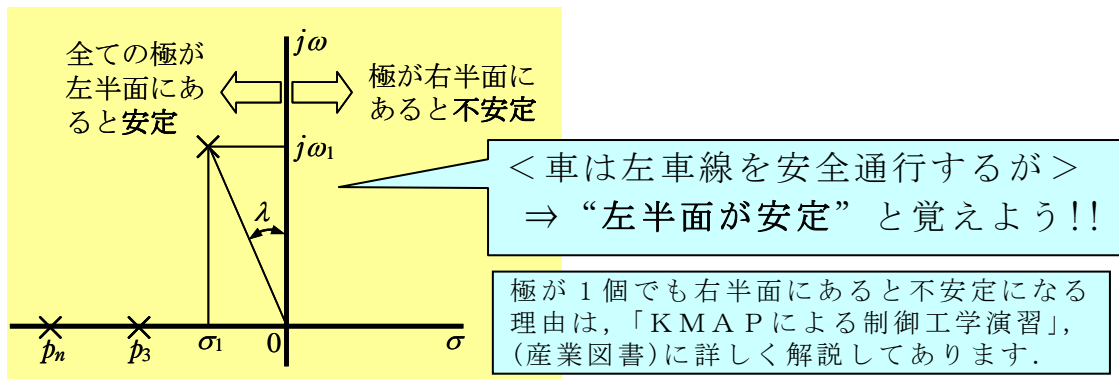 全ての極が
左半面にあ
ると安定
jω
極が右半面に
あると不安定
jω1
λ
pn
p3
σ1
0
σ
＜車は左車線を安全通行するが＞
⇒ “左半面が安定” と覚えよう!!
極が１個でも右半面にあると不安定になる
理由は，「ＫＭＡＰによる制御工学演習」，
(産業図書)に詳しく解説してあります．